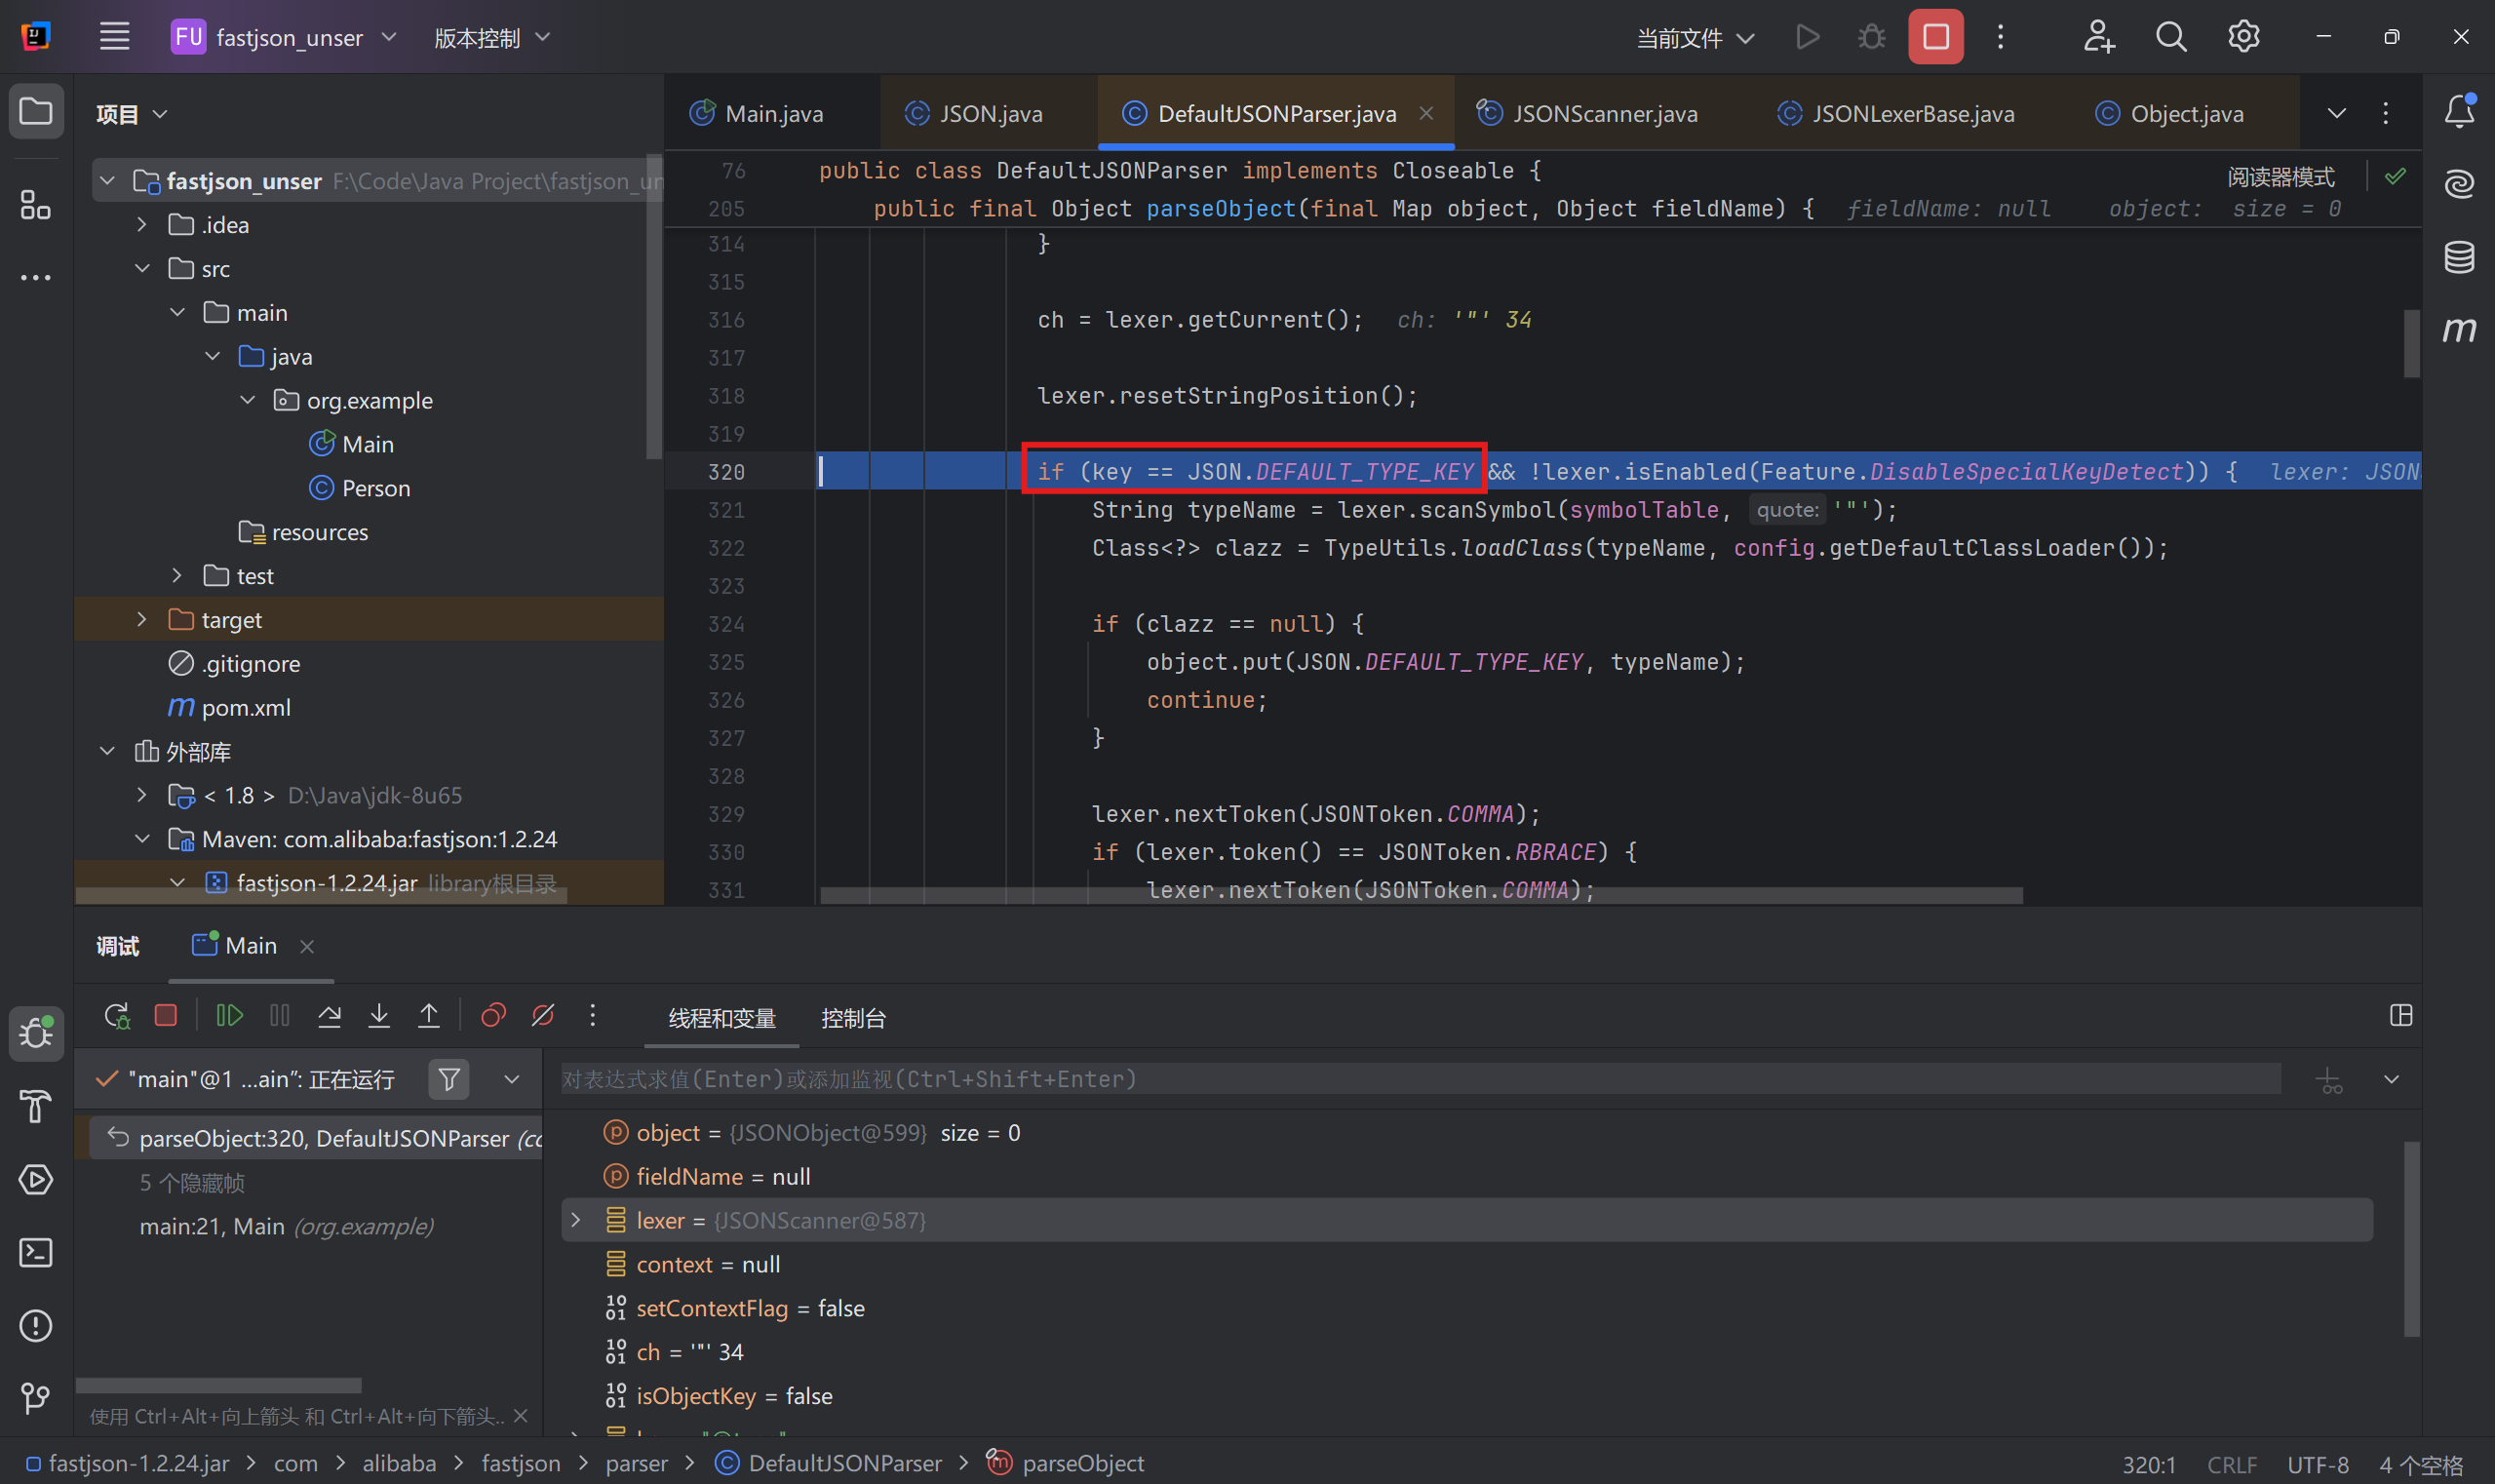 FU fastjson_unser 版本控制 当前文件
项目
fastjson_unser F:\Code\Java Project\fastjson_un
.idea
src
main
java
org.example
Main
Person
resources
test
target
.gitignore
pom.xml
外部库
< 1.8 > D:\Java\jdk-8u65
Maven: com.alibaba:fastjson:1.2.24
fastjson-1.2.24.jar library根目录
Main.java JSON.java DefaultJSONParser.java JSONScanner.java JSONLexerBase.java Object.java
76 public class DefaultJSONParser implements Closeable { 阅读器模式
205 public final Object parseObject(final Map object, Object fieldName) { fieldName: null object: size = 0
314 }
315
316 ch = lexer.getCurrent(); ch: '"' 34
317
318 lexer.resetStringPosition();
319
320 if (key == JSON.DEFAULT_TYPE_KEY && !lexer.isEnabled(Feature.DisableSpecialKeyDetect)) { lexer: JSON
321 String typeName = lexer.scanSymbol(symbolTable, quote: '"');
322 Class<?> clazz = TypeUtils.loadClass(typeName, config.getDefaultClassLoader());
323
324 if (clazz == null) {
325 object.put(JSON.DEFAULT_TYPE_KEY, typeName);
326 continue;
327 }
328
329 lexer.nextToken(JSONToken.COMMA);
330 if (lexer.token() == JSONToken.RBRACE) {
331 lexer.nextToken(JSONToken.COMMA);
调试 Main
线程和变量 控制台
"main"@1 ...ain”: 正在运行
parseObject:320, DefaultJSONParser (co
5 个隐藏帧
main:21, Main (org.example)
使用 Ctrl+Alt+向上箭头 和 Ctrl+Alt+向下箭头..
对表达式求值(Enter)或添加监视(Ctrl+Shift+Enter)
object = {JSONObject@599} size = 0
fieldName = null
lexer = {JSONScanner@587}
context = null
setContextFlag = false
ch = '"' 34
isObjectKey = false
fastjson-1.2.24.jar > com > alibaba > fastjson > parser > DefaultJSONParser > parseObject
320:1 CRLF UTF-8 4 个空格